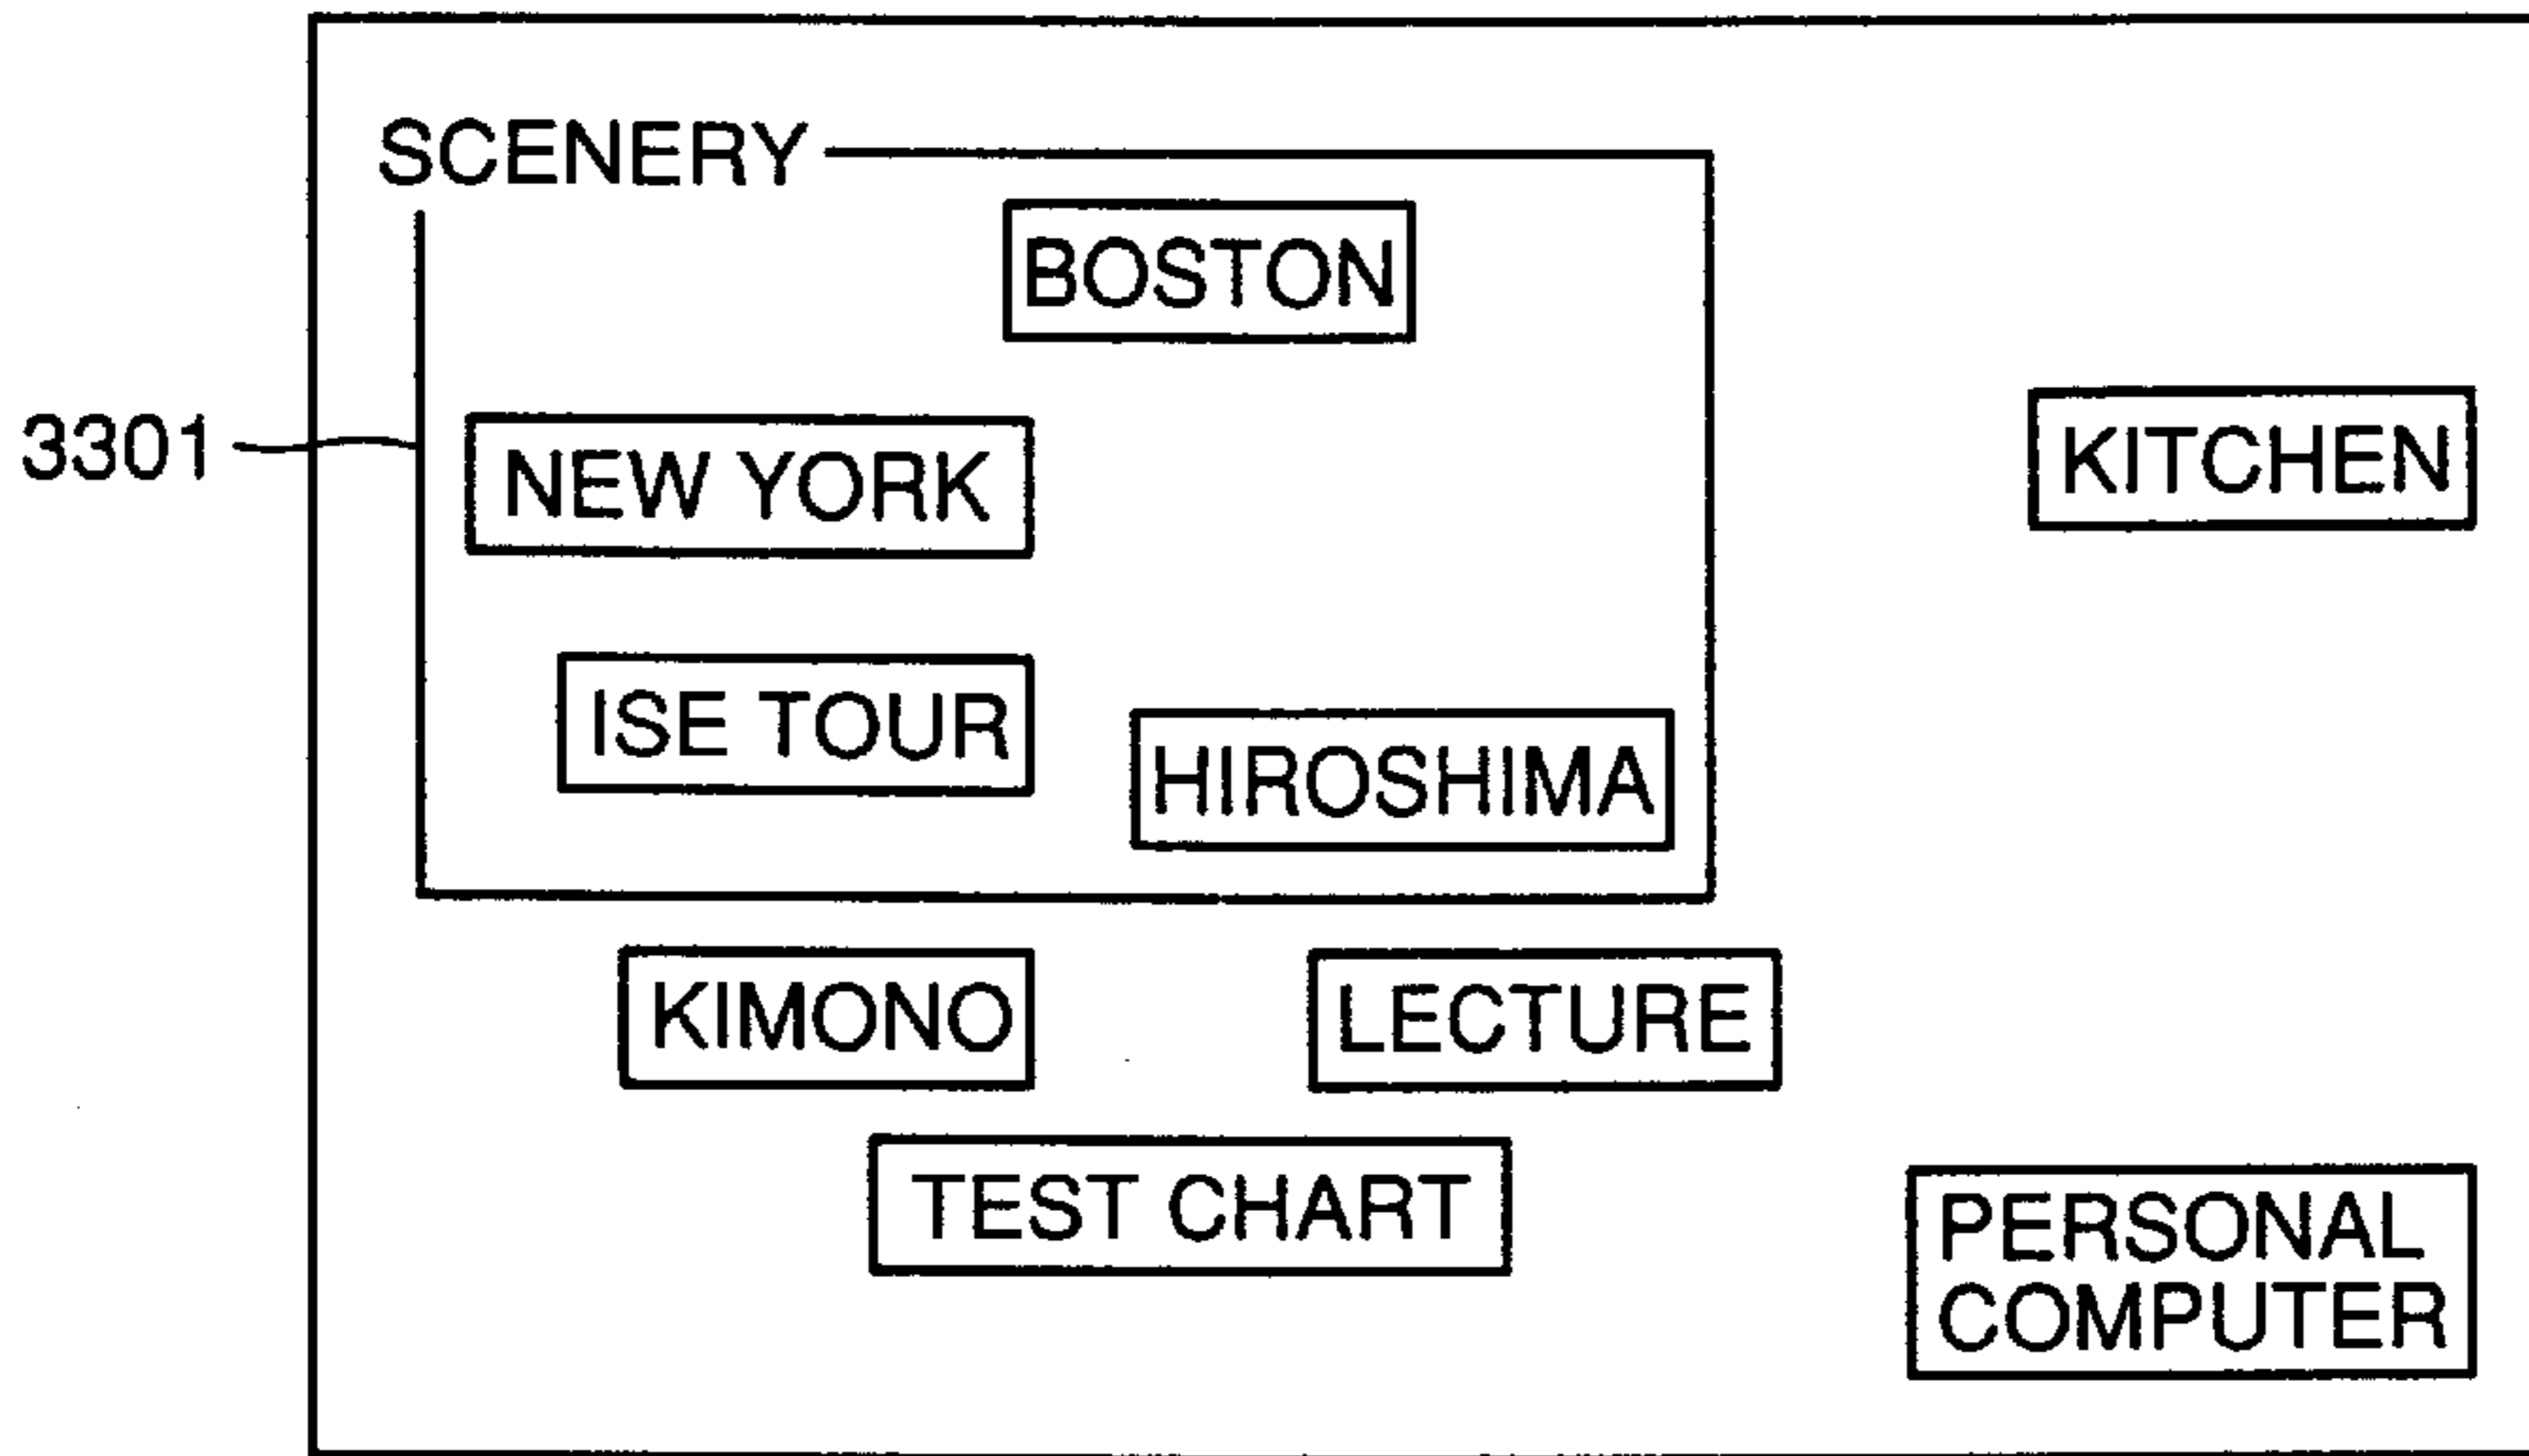 SCENERY
BOSTON
3301
NEW YORK
KITCHEN
ISE TOUR
HIROSHIMA
KIMONO
LECTURE
TEST CHART
PERSONAL
COMPUTER